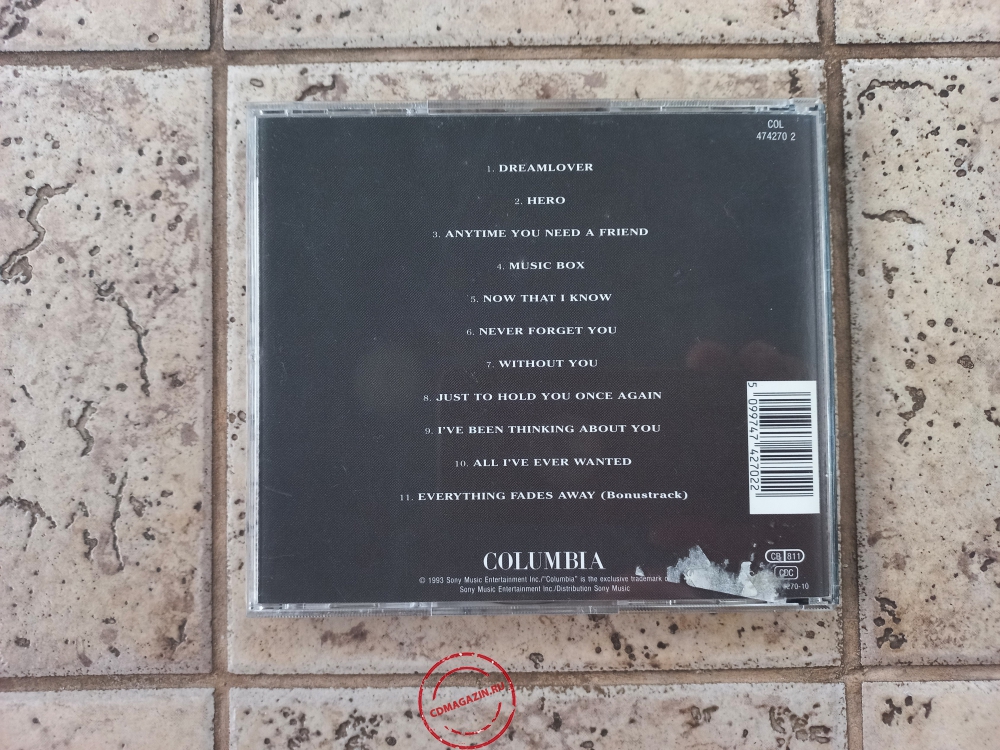 COL
474270 2
1. DREAMLOVER
2. HERO
3. ANYTIME YOU NEED A FRIEND
4. MUSIC BOX
5. NOW THAT I KNOW
6. NEVER FORGET YOU
7. WITHOUT YOU
8. JUST TO HOLD YOU ONCE AGAIN
9. I'VE BEEN THINKING ABOUT YOU
10. ALL I'VE EVER WANTED
11. EVERYTHING FADES AWAY (Bonustrack)
5 099747 427022
COLUMBIA
CB 811
© 1993 Sony Music Entertainment Inc./"Columbia" is the exclusive trademark
CBC
Sony Music Entertainment Inc./Distribution Sony Music
270-10
CDMAGAZIN.RU